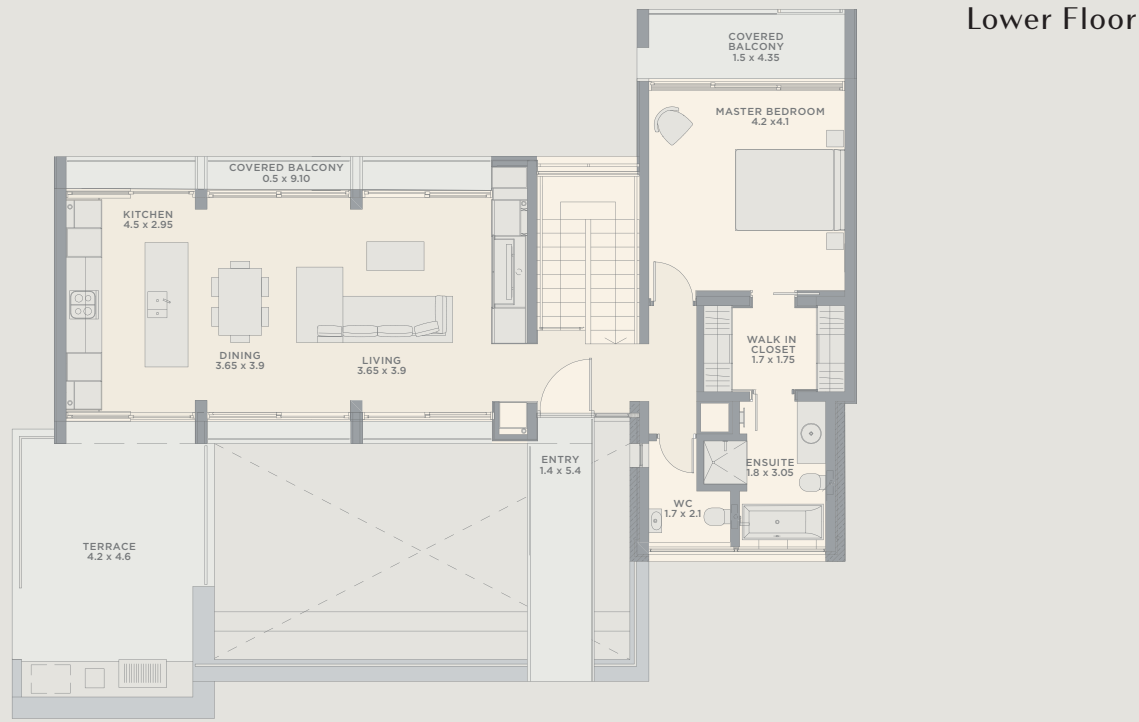 Lower Floor
COVERED
BALCONY
1.5 x 4.35
MASTER BEDROOM
4.2 x4.1
COVERED BALCONY
0.5 x 9.10
KITCHEN
4.5 x 2.95
DINING
3.65 x 3.9
LIVING
3.65 x 3.9
WALK IN
CLOSET
1.7 x 1.75
ENTRY
1.4 x 5.4
ENSUITE
1.8 x 3.05
WC
1.7 x 2.1
TERRACE
4.2 x 4.6